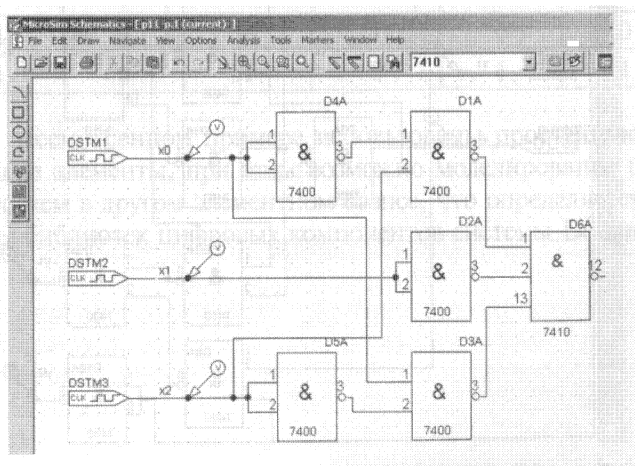 MicroSim Schematics - [ p11 p.1 (current) ]
File Edit Draw Navigate View Options Analysis Tools Markers Window Help
7410
D4A D1A
DSTM1 x0 V 1 2 & 3 7400
CLK
1 2 & 3 7400
D2A D6A
DSTM2 x1 V 1 2 & 3 7400
CLK
1 2 13 & 12 7410
D5A D3A
DSTM3 x2 V 1 2 & 3 7400
CLK
1 2 & 3 7400